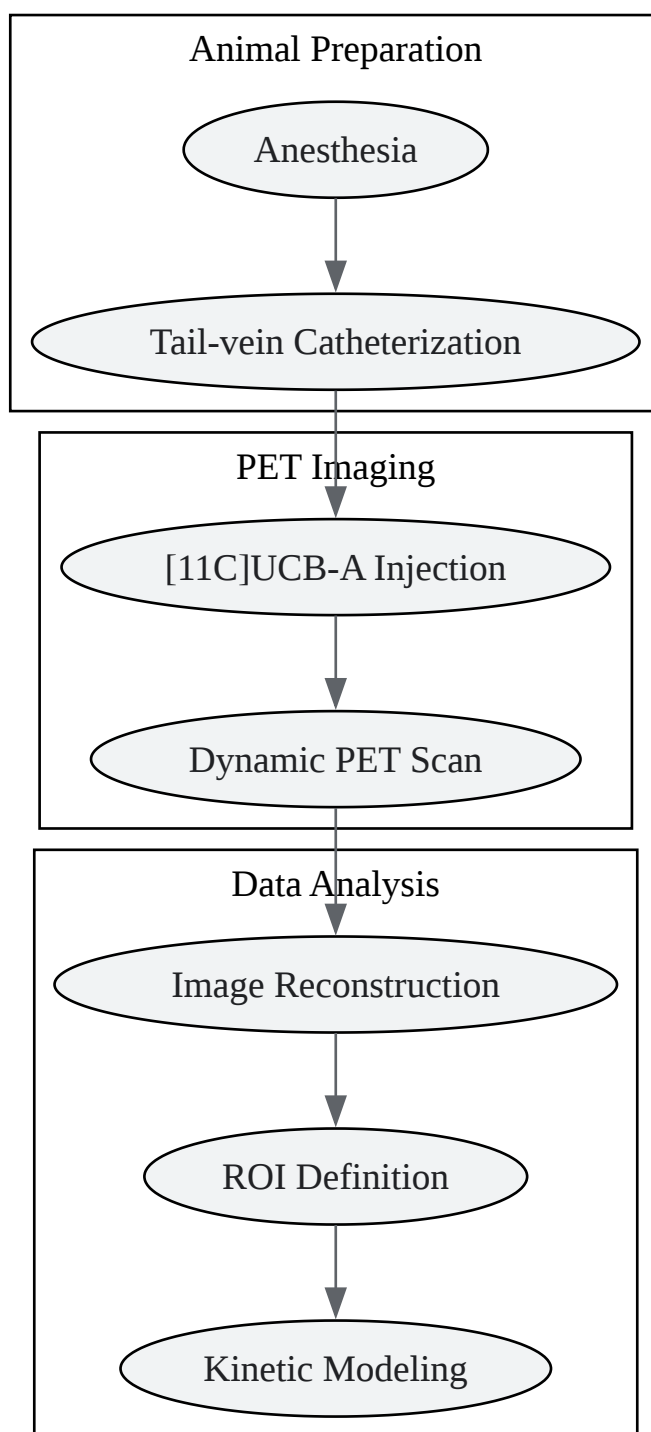 Animal Preparation
Anesthesia
Tail-vein Catheterization
PET Imaging
[11C]UCB-A Injection
Dynamic PET Scan
Data Analysis
Image Reconstruction
ROI Definition
Kinetic Modeling